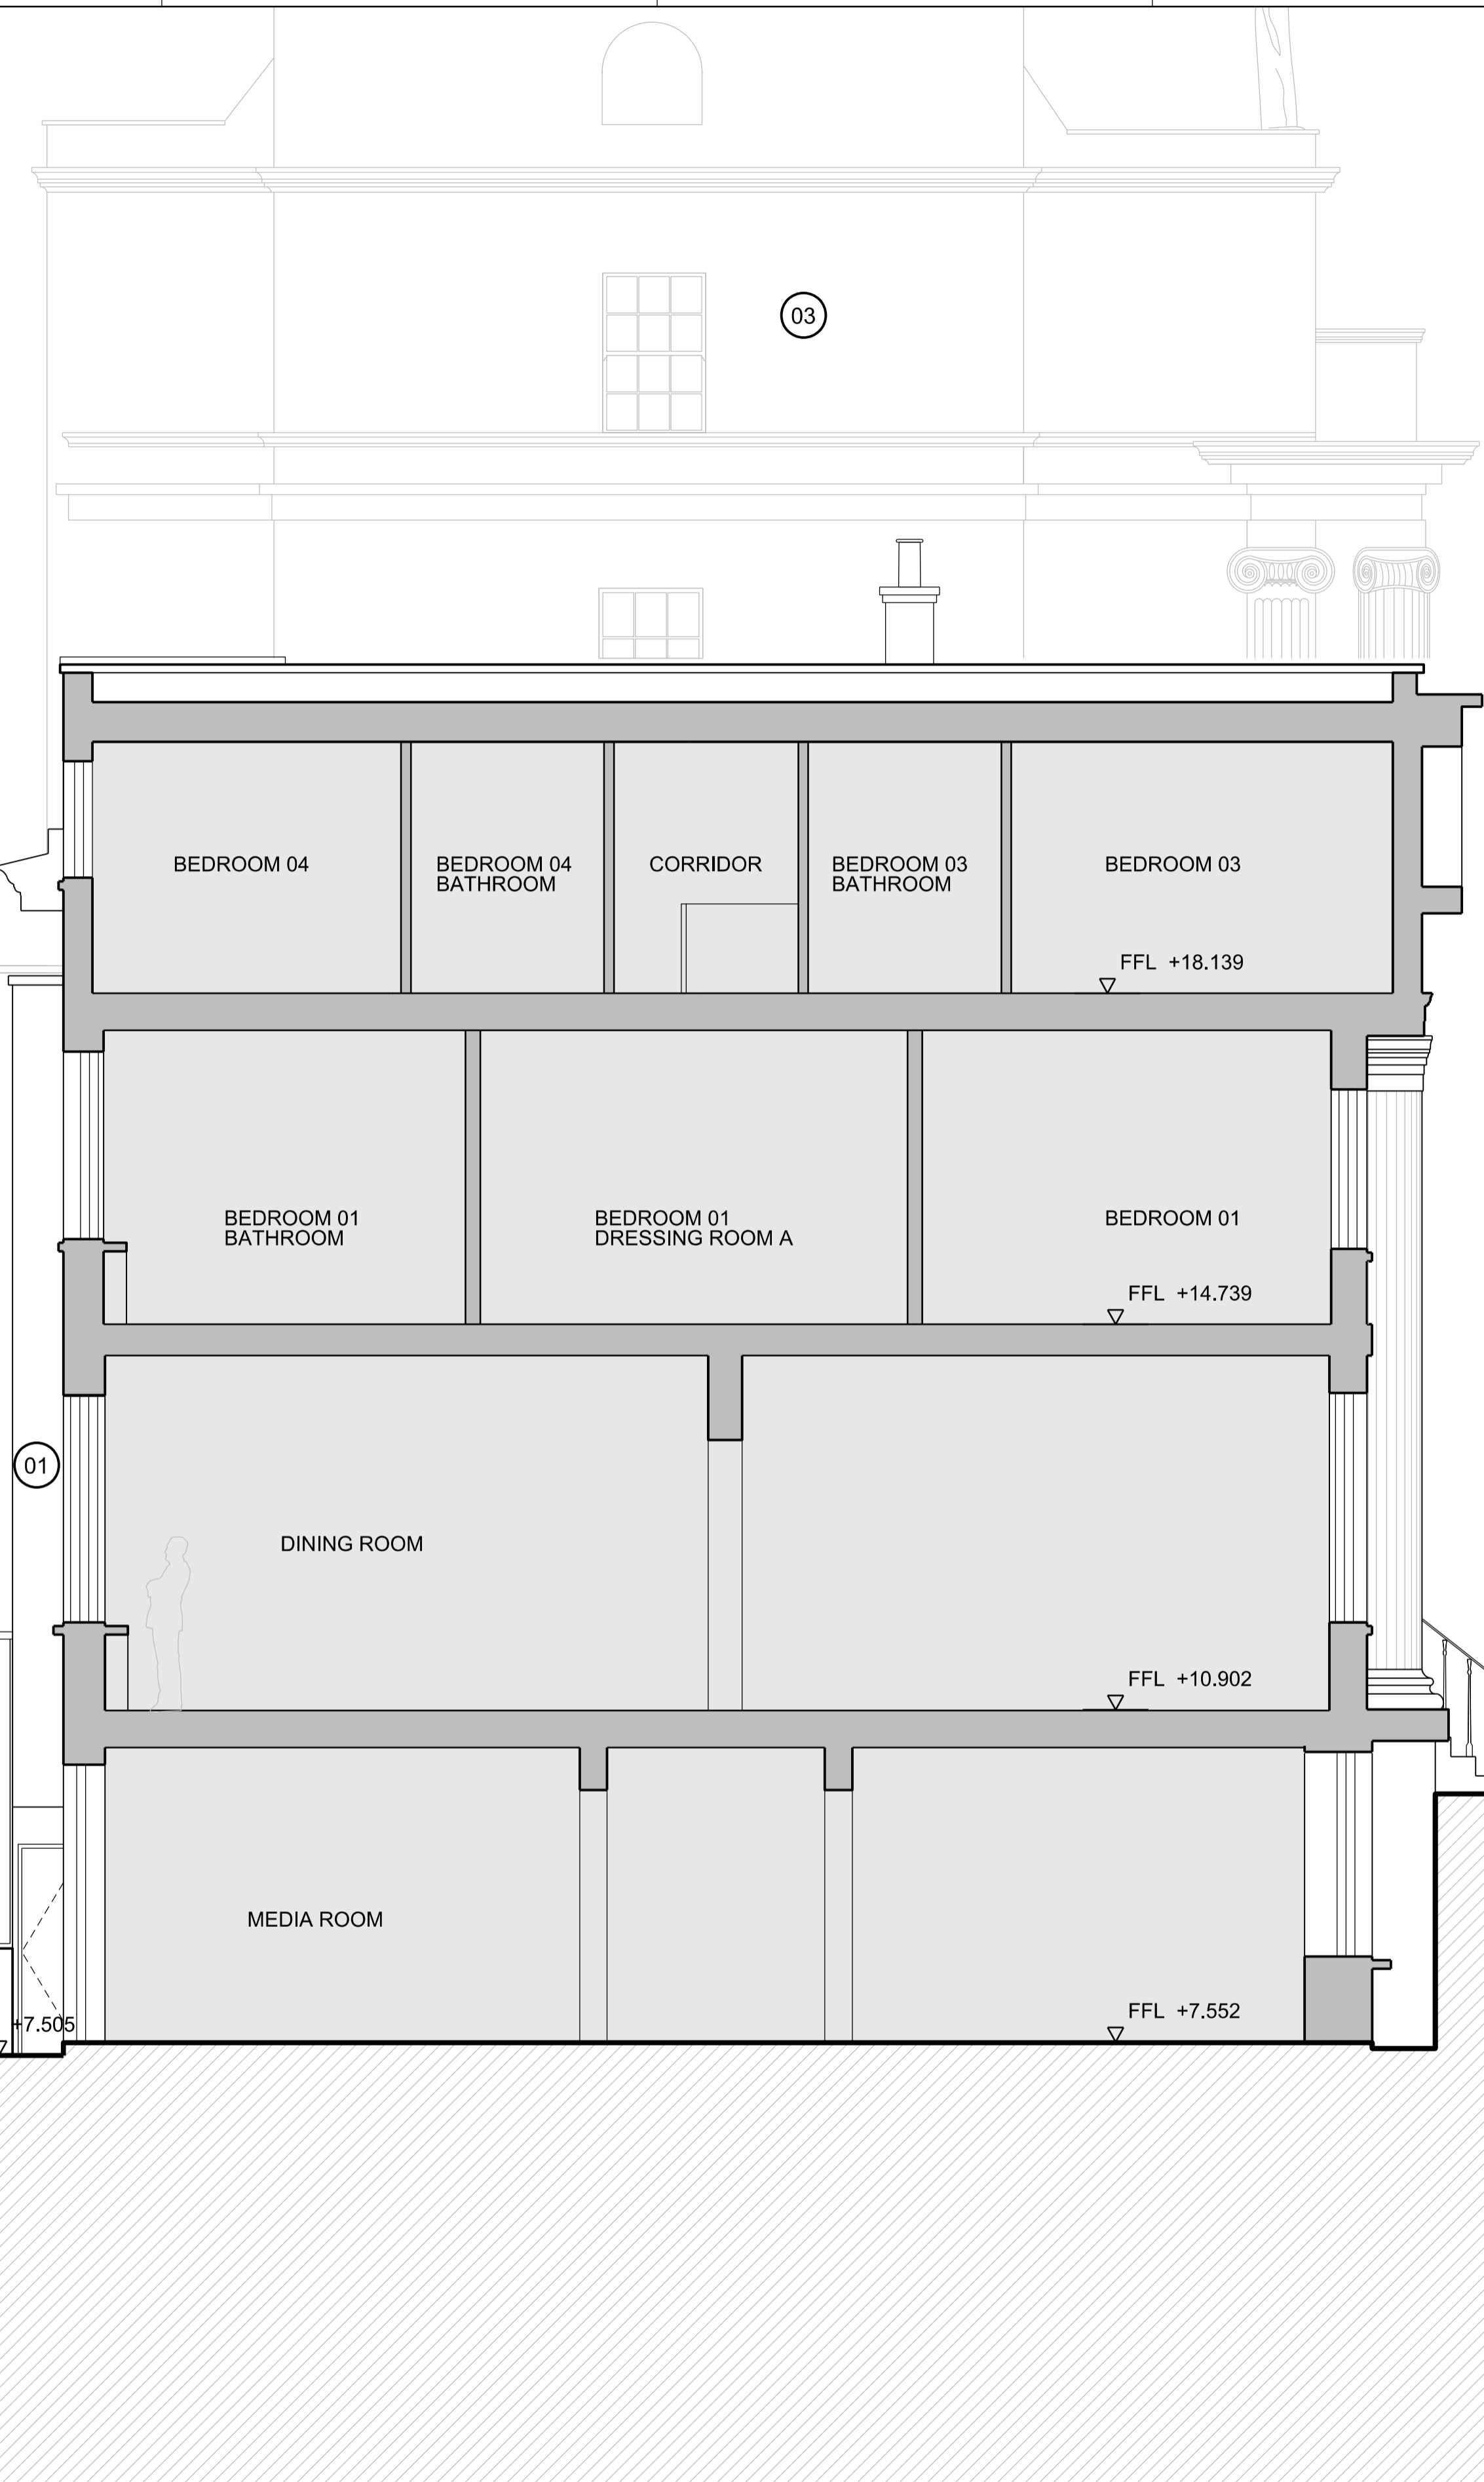 03
BEDROOM 04
BEDROOM 04
BATHROOM
CORRIDOR
BEDROOM 03
BATHROOM
BEDROOM 03
FFL +18.139
BEDROOM 01
BATHROOM
BEDROOM 01
DRESSING ROOM A
BEDROOM 01
FFL +14.739
01
DINING ROOM
FFL +10.902
MEDIA ROOM
FFL +7.552
+7.505